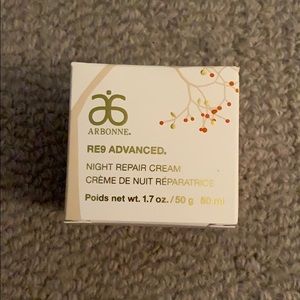 ARBONNE®
RE9 ADVANCED®
NIGHT REPAIR CREAM
CRÈME DE NUIT RÉPARATRICE
Poids net wt. 1.7 oz. / 50 g 50 ml